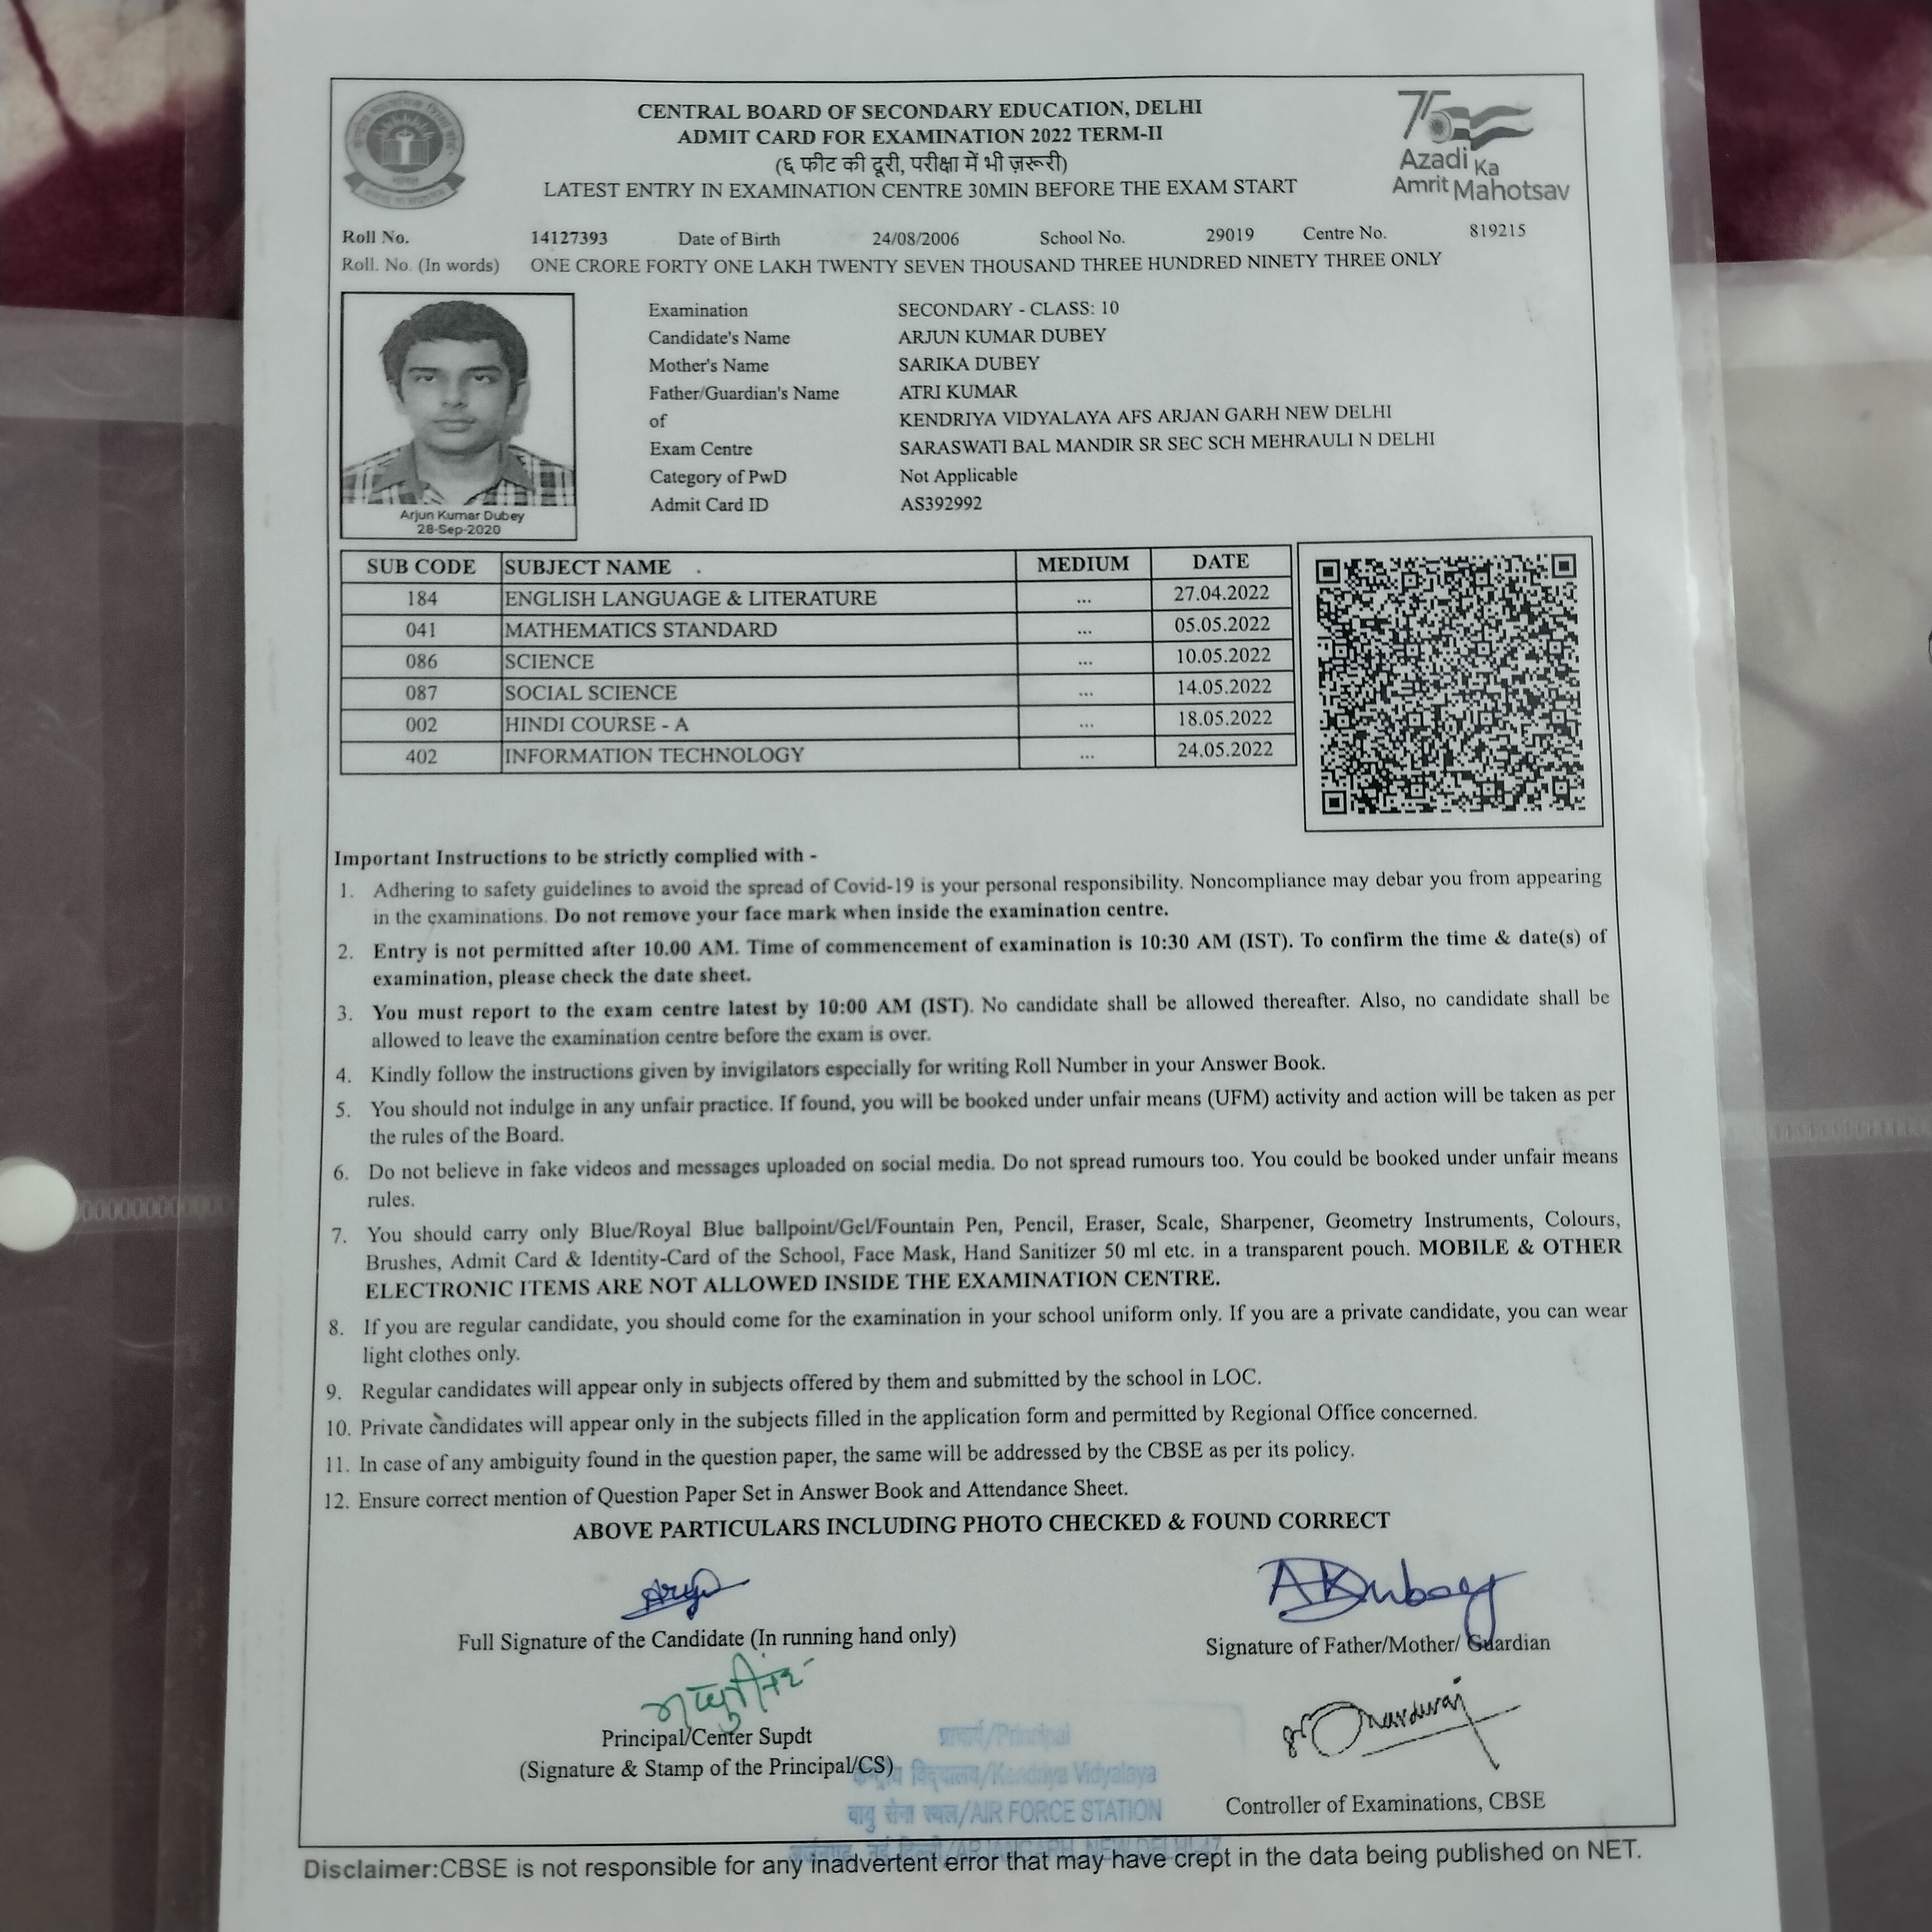 CENTRAL BOARD OF SECONDARY EDUCATION, DELHI
ADMIT CARD FOR EXAMINATION 2022 TERM-II
(६ फीट की दूरी, परीक्षा में भी ज़रूरी)
LATEST ENTRY IN EXAMINATION CENTRE 30MIN BEFORE THE EXAM START
75
Azadi Ka
Amrit Mahotsav
Roll No. 14127393 Date of Birth 24/08/2006 School No. 29019 Centre No. 819215
Roll. No. (In words) ONE CRORE FORTY ONE LAKH TWENTY SEVEN THOUSAND THREE HUNDRED NINETY THREE ONLY
Examination SECONDARY - CLASS: 10
Candidate's Name ARJUN KUMAR DUBEY
Mother's Name SARIKA DUBEY
Father/Guardian's Name ATRI KUMAR
of KENDRIYA VIDYALAYA AFS ARJAN GARH NEW DELHI
Exam Centre SARASWATI BAL MANDIR SR SEC SCH MEHRAULI N DELHI
Category of PwD Not Applicable
Admit Card ID AS392992
Arjun Kumar Dubey
28-Sep-2020
SUB CODE SUBJECT NAME MEDIUM DATE
184 ENGLISH LANGUAGE & LITERATURE ... 27.04.2022
041 MATHEMATICS STANDARD ... 05.05.2022
086 SCIENCE ... 10.05.2022
087 SOCIAL SCIENCE ... 14.05.2022
002 HINDI COURSE - A ... 18.05.2022
402 INFORMATION TECHNOLOGY ... 24.05.2022
Important Instructions to be strictly complied with -
1. Adhering to safety guidelines to avoid the spread of Covid-19 is your personal responsibility. Noncompliance may debar you from appearing
in the examinations. Do not remove your face mark when inside the examination centre.
2. Entry is not permitted after 10.00 AM. Time of commencement of examination is 10:30 AM (IST). To confirm the time & date(s) of
examination, please check the date sheet.
3. You must report to the exam centre latest by 10:00 AM (IST). No candidate shall be allowed thereafter. Also, no candidate shall be
allowed to leave the examination centre before the exam is over.
4. Kindly follow the instructions given by invigilators especially for writing Roll Number in your Answer Book.
5. You should not indulge in any unfair practice. If found, you will be booked under unfair means (UFM) activity and action will be taken as per
the rules of the Board.
6. Do not believe in fake videos and messages uploaded on social media. Do not spread rumours too. You could be booked under unfair means
rules.
7. You should carry only Blue/Royal Blue ballpoint/Gel/Fountain Pen, Pencil, Eraser, Scale, Sharpener, Geometry Instruments, Colours,
Brushes, Admit Card & Identity-Card of the School, Face Mask, Hand Sanitizer 50 ml etc. in a transparent pouch. MOBILE & OTHER
ELECTRONIC ITEMS ARE NOT ALLOWED INSIDE THE EXAMINATION CENTRE.
8. If you are regular candidate, you should come for the examination in your school uniform only. If you are a private candidate, you can wear
light clothes only.
9. Regular candidates will appear only in subjects offered by them and submitted by the school in LOC.
10. Private candidates will appear only in the subjects filled in the application form and permitted by Regional Office concerned.
11. In case of any ambiguity found in the question paper, the same will be addressed by the CBSE as per its policy.
12. Ensure correct mention of Question Paper Set in Answer Book and Attendance Sheet.
ABOVE PARTICULARS INCLUDING PHOTO CHECKED & FOUND CORRECT
AKDubey
Full Signature of the Candidate (In running hand only)
Signature of Father/Mother/ Guardian
Principal/Center Supdt
(Signature & Stamp of the Principal/CS)
प्राचार्य/Principal
केन्द्रीय विद्यालय/Kendriya Vidyalaya
वायु सेना स्थल/AIR FORCE STATION
अर्जनगढ़, नई दिल्ली/ARJANGARH, NEW DELHI-47
Controller of Examinations, CBSE
Disclaimer:CBSE is not responsible for any inadvertent error that may have crept in the data being published on NET.